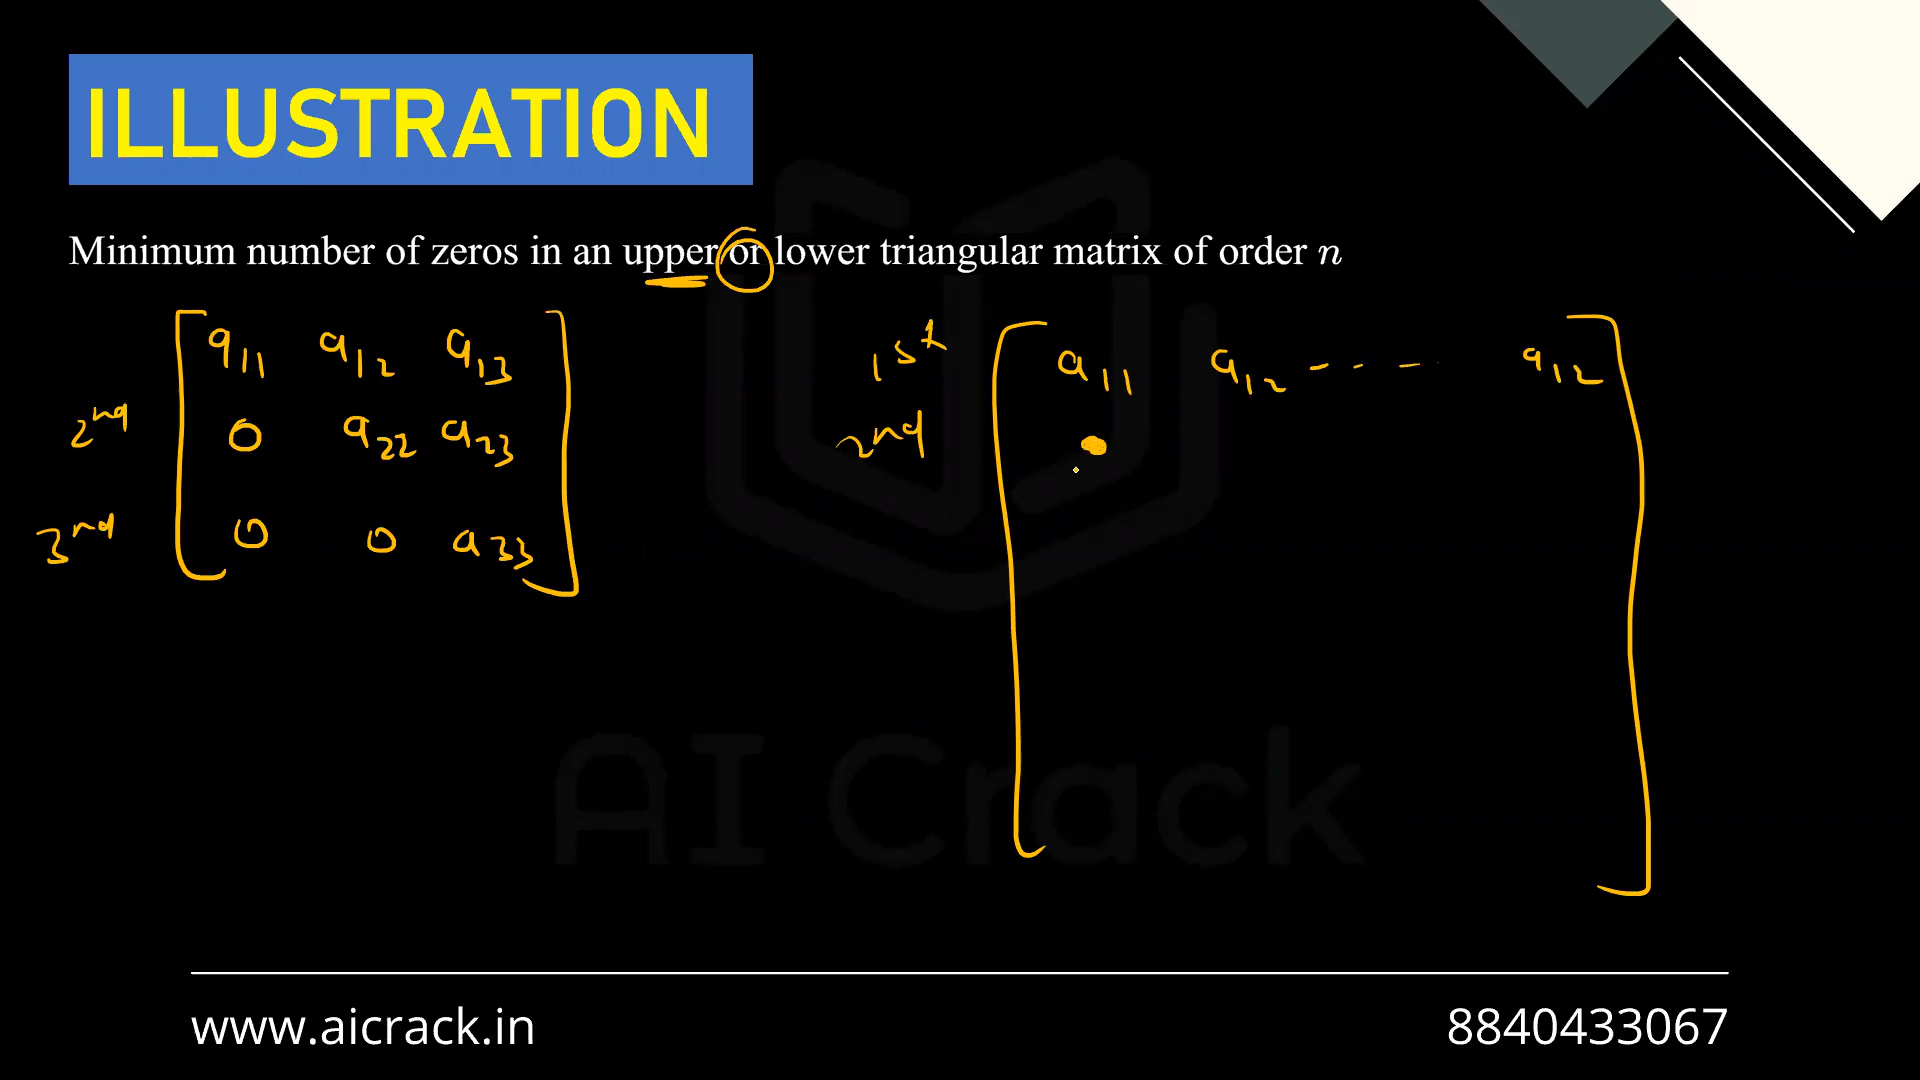 ILLUSTRATION
Minimum number of zeros in an upper or lower triangular matrix of order n
a11 a12 a13
2nd 0 a22 a23
3nd 0 0 a33
1st a11 a12 - - - - a12
2nd
AI Crack
www.aicrack.in
8840433067